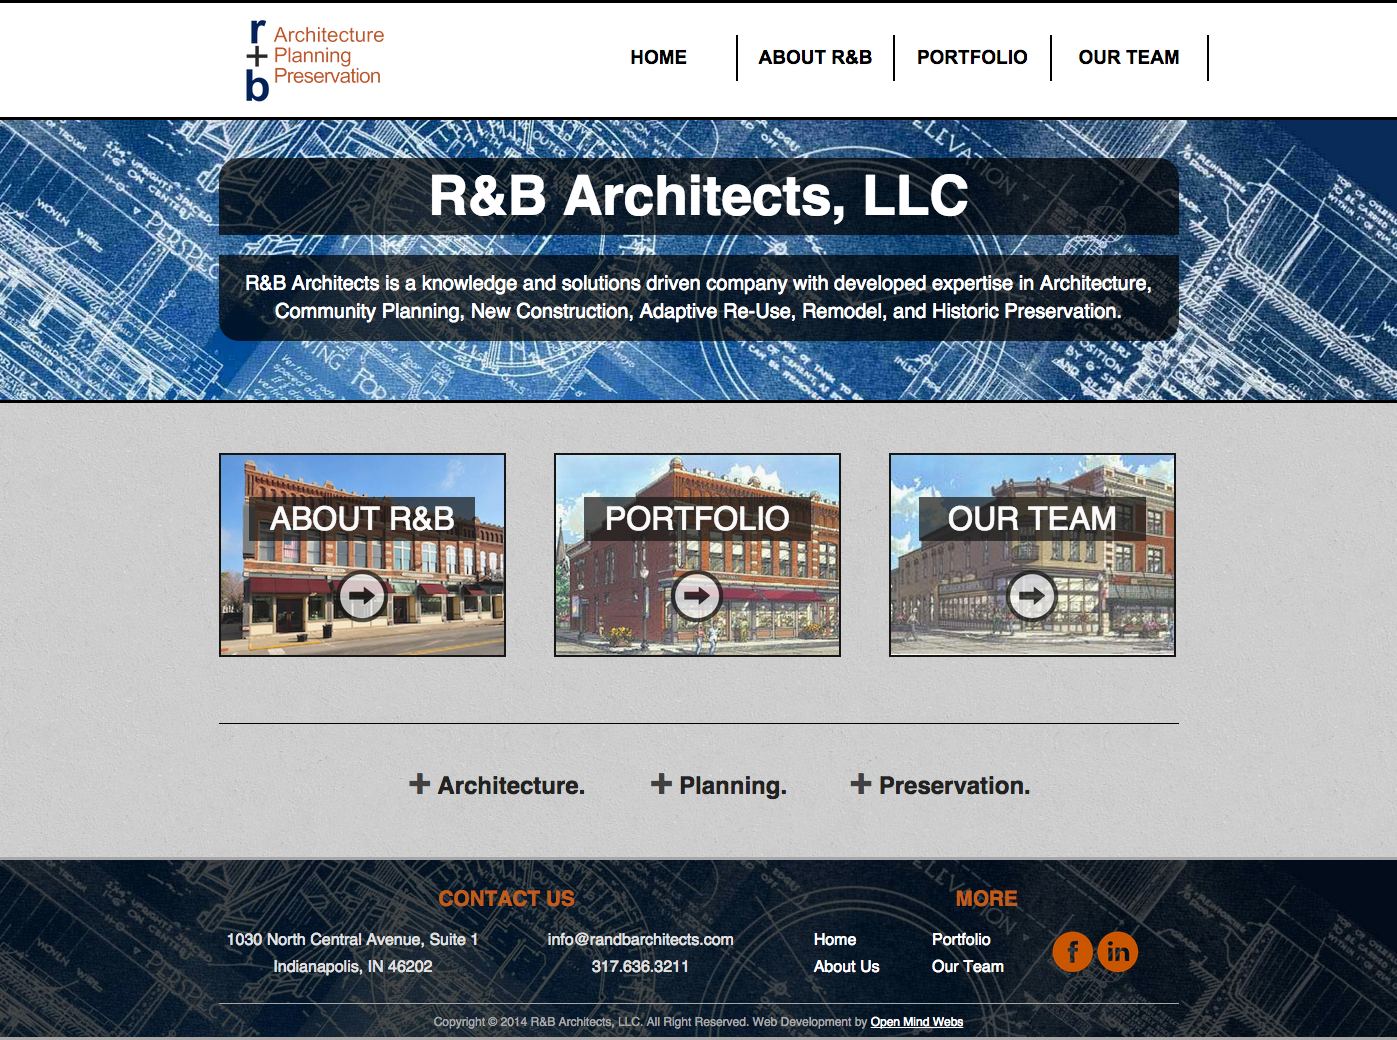 r
+
b
Architecture
Planning
Preservation
HOME
ABOUT R&B
PORTFOLIO
OUR TEAM
R&B Architects, LLC
R&B Architects is a knowledge and solutions driven company with developed expertise in Architecture,
Community Planning, New Construction, Adaptive Re-Use, Remodel, and Historic Preservation.
ABOUT R&B
PORTFOLIO
OUR TEAM
+ Architecture.
+ Planning.
+ Preservation.
CONTACT US
1030 North Central Avenue, Suite 1
Indianapolis, IN 46202
info@randbarchitects.com
317.636.3211
MORE
Home
About Us
Portfolio
Our Team
f
in
Copyright © 2014 R&B Architects, LLC. All Right Reserved. Web Development by Open Mind Webs